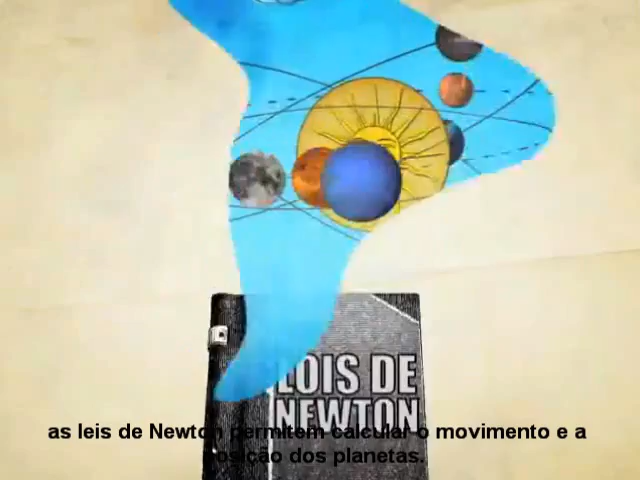 LOIS DE
NEWTON
as leis de Newton permitem calcular o movimento e a
posição dos planetas.